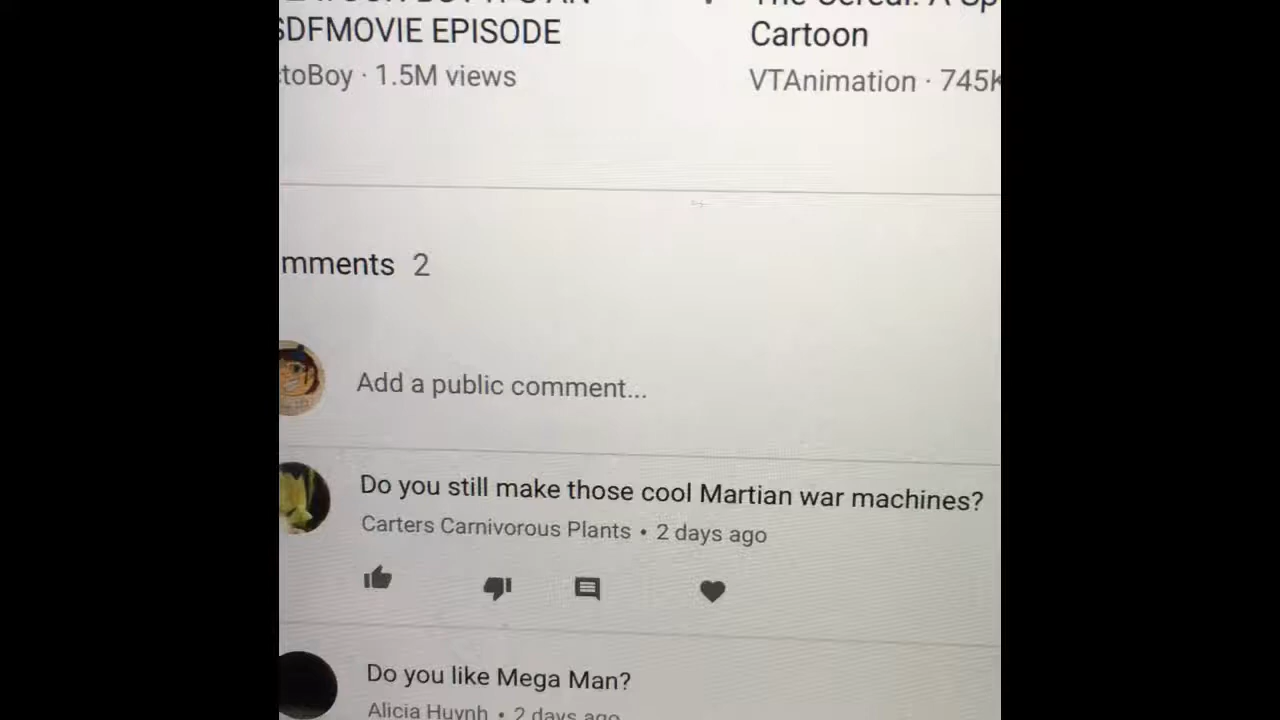 SDFMOVIE EPISODE
Cartoon
toBoy · 1.5M views
VTAnimation · 745K
mments 2
Add a public comment...
Do you still make those cool Martian war machines?
Carters Carnivorous Plants • 2 days ago
Do you like Mega Man?
Alicia Huynh • 2 days ago